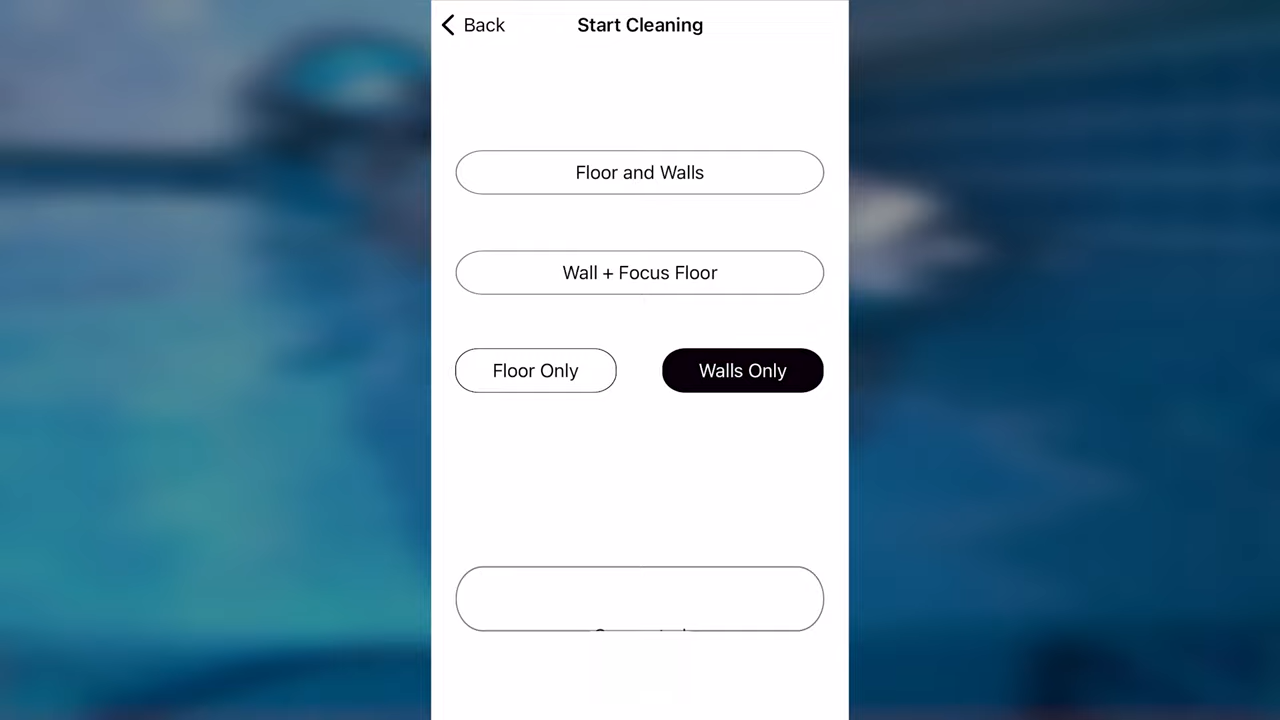 Back
Start Cleaning
Floor and Walls
Wall + Focus Floor
Floor Only
Walls Only